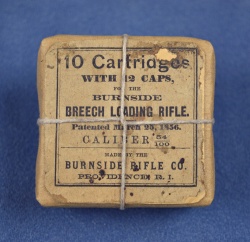 10 Cartridges
WITH 12 CAPS,
FOR THE
BURNSIDE
BREECH LOADING RIFLE.
Patented March 25, 1856.
CALIBER 54/100
MADE BY THE
BURNSIDE RIFLE CO.
PROVIDENCE, R. I.